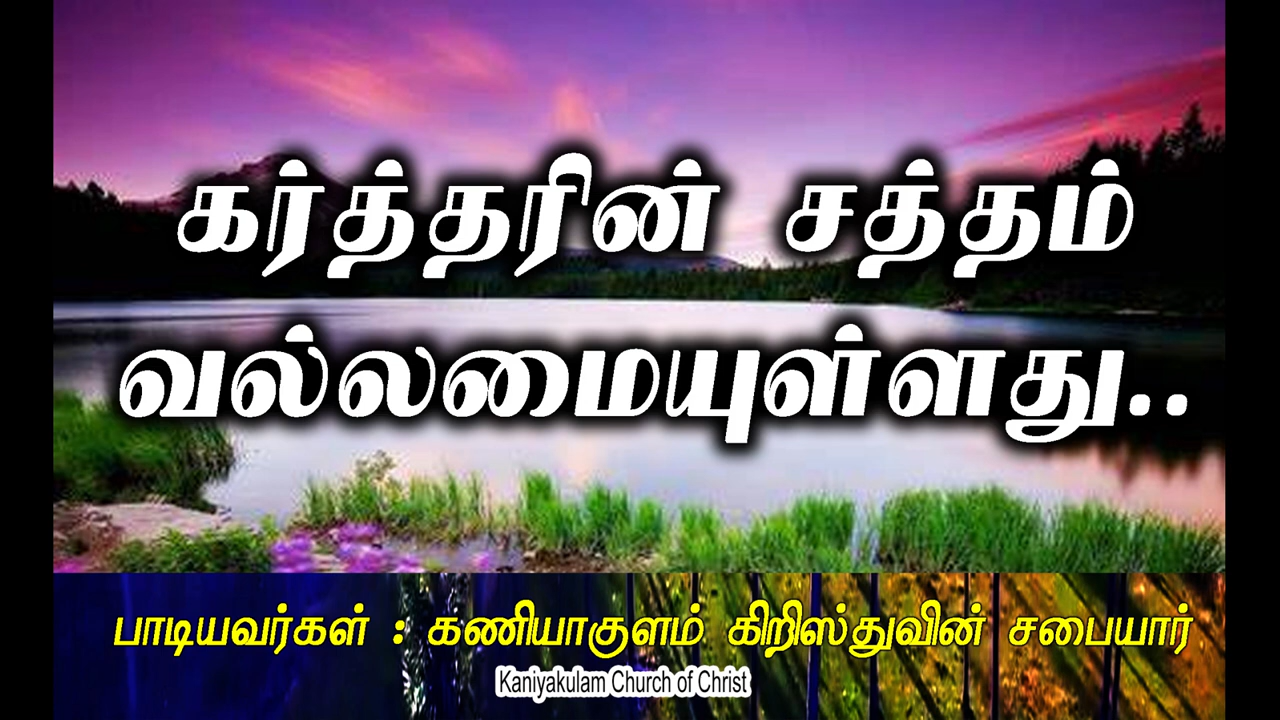 கர்த்தரின் சத்தம்
வல்லமையுள்ளது..
பாடியவர்கள் : கணியாகுளம் கிறிஸ்துவின் சபையார்
Kaniyakulam Church of Christ